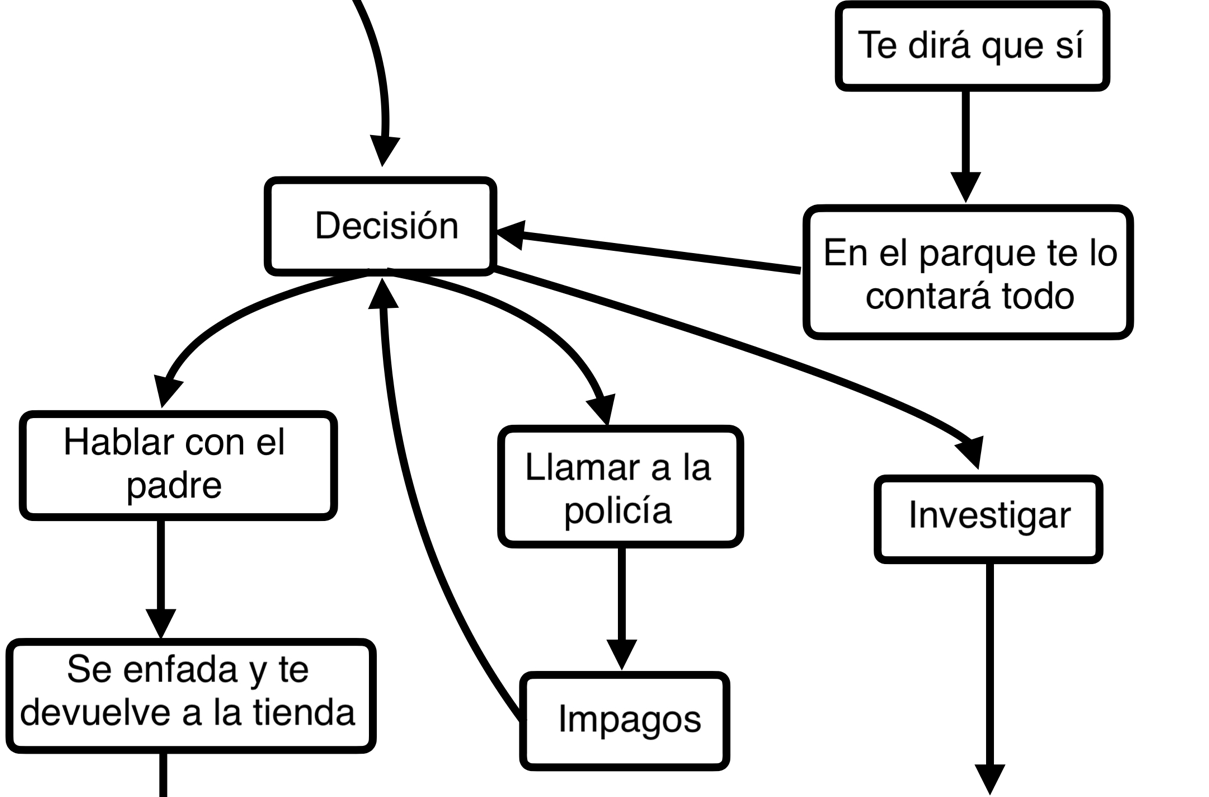 Te dirá que sí
Decisión
En el parque te lo
contará todo
Hablar con el
padre
Llamar a la
policía
Investigar
Se enfada y te
devuelve a la tienda
Impagos